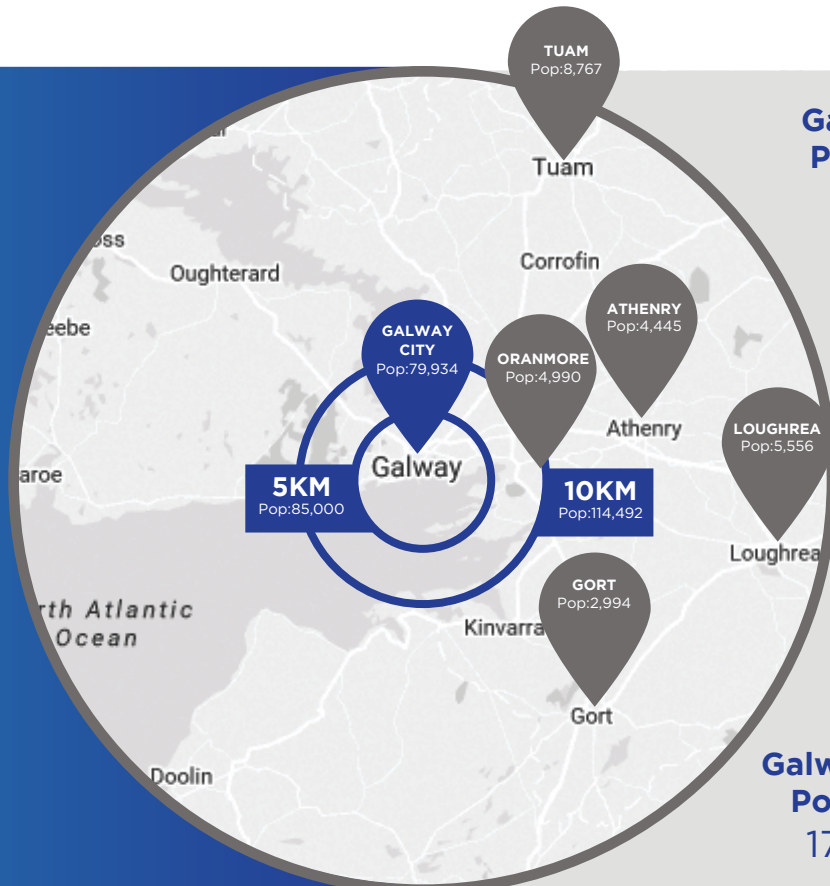 TUAM
Pop:8,767
Tuam
Corrofin
Oughterard
ATHENRY
Pop:4,445
GALWAY
CITY
Pop:79,934
ORANMORE
Pop:4,990
Athenry
LOUGHREA
Pop:5,556
Galway
5KM
Pop:85,000
10KM
Pop:114,492
Loughrea
GORT
Pop:2,994
Atlantic
Ocean
Kinvarra
Gort
Doolin
17